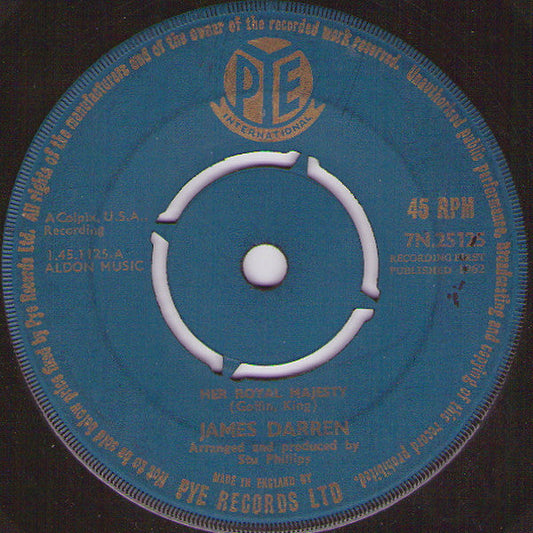 Not to be sold below price fixed by Pye Records Ltd. All rights of the manufacturers and of the owner of the recorded work reserved. Unauthorised public performance, Broadcasting and copying of this record prohibited.
PYE
INTERNATIONAL
A Colpix, U.S.A.,
Recording
1.45.1125.A
ALDON MUSIC
45 RPM
7N.25125
RECORDING FIRST
PUBLISHED 1962
HER ROYAL MAJESTY
(Goffin, King)
JAMES DARREN
Arranged and produced by
Stu Phillips
MADE IN ENGLAND BY
PYE RECORDS LTD